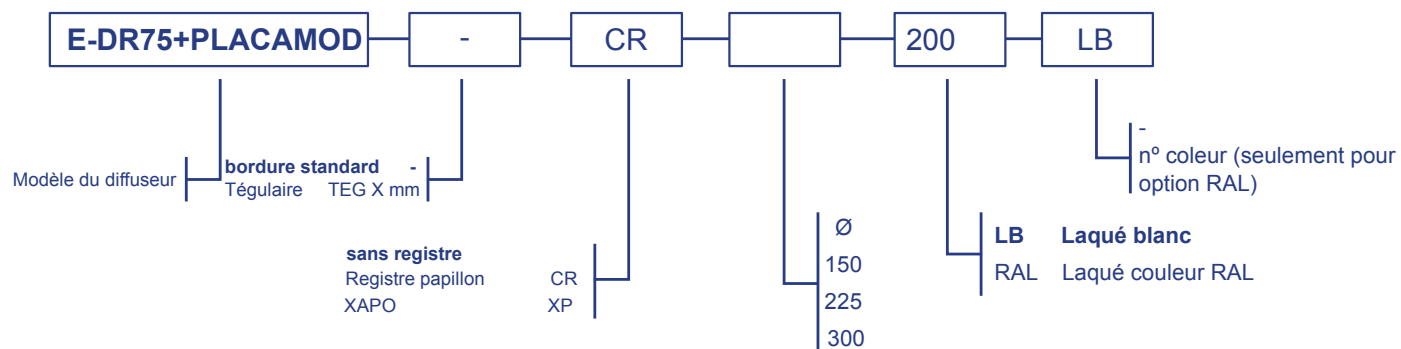 E-DR75+PLACAMOD - CR 200 LB
Modèle du diffuseur
bordure standard -
Tégulaire TEG X mm
sans registre
Registre papillon CR
XAPO XP
Ø
150
225
300
LB Laqué blanc
RAL Laqué couleur RAL
-
nº coleur (seulement pour
option RAL)